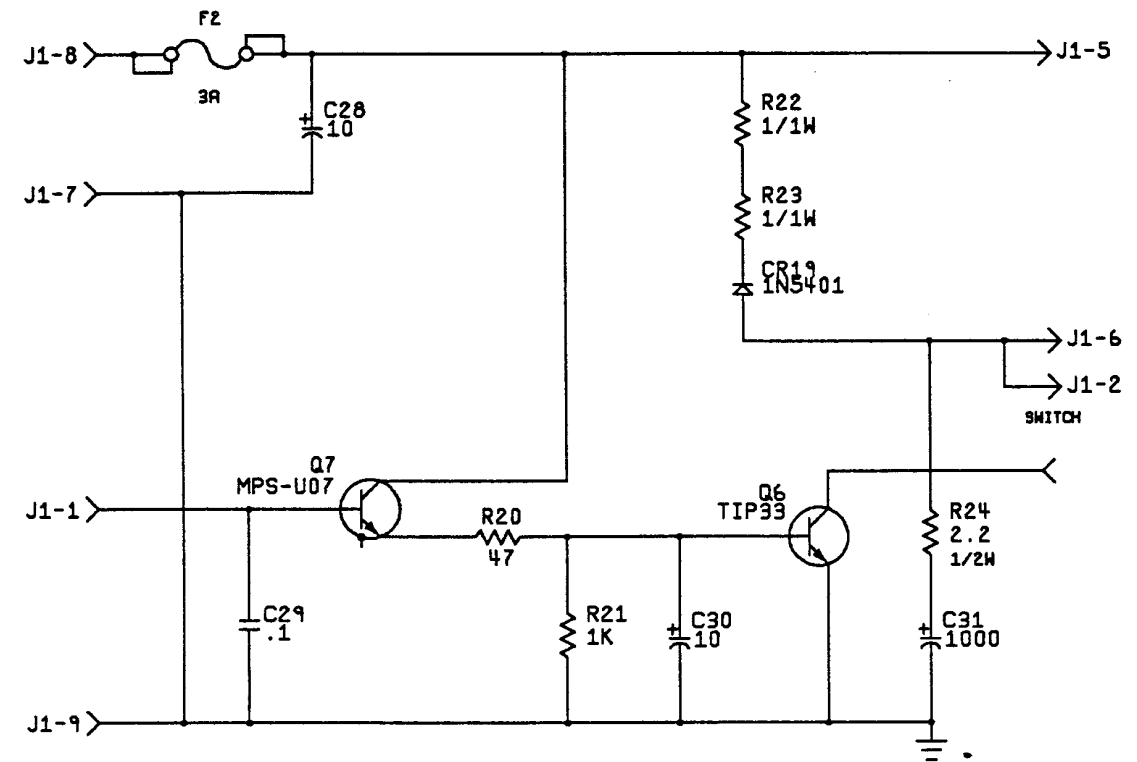 F2
J1-8
J1-5
3A
C28
10
R22
1/1W
J1-7
R23
1/1W
CR19
1N5401
J1-6
J1-2
SWITCH
Q7
MPS-U07
Q6
TIP33
J1-1
R20
47
R24
2.2
1/2W
C29
.1
R21
1K
C30
10
C31
1000
J1-9